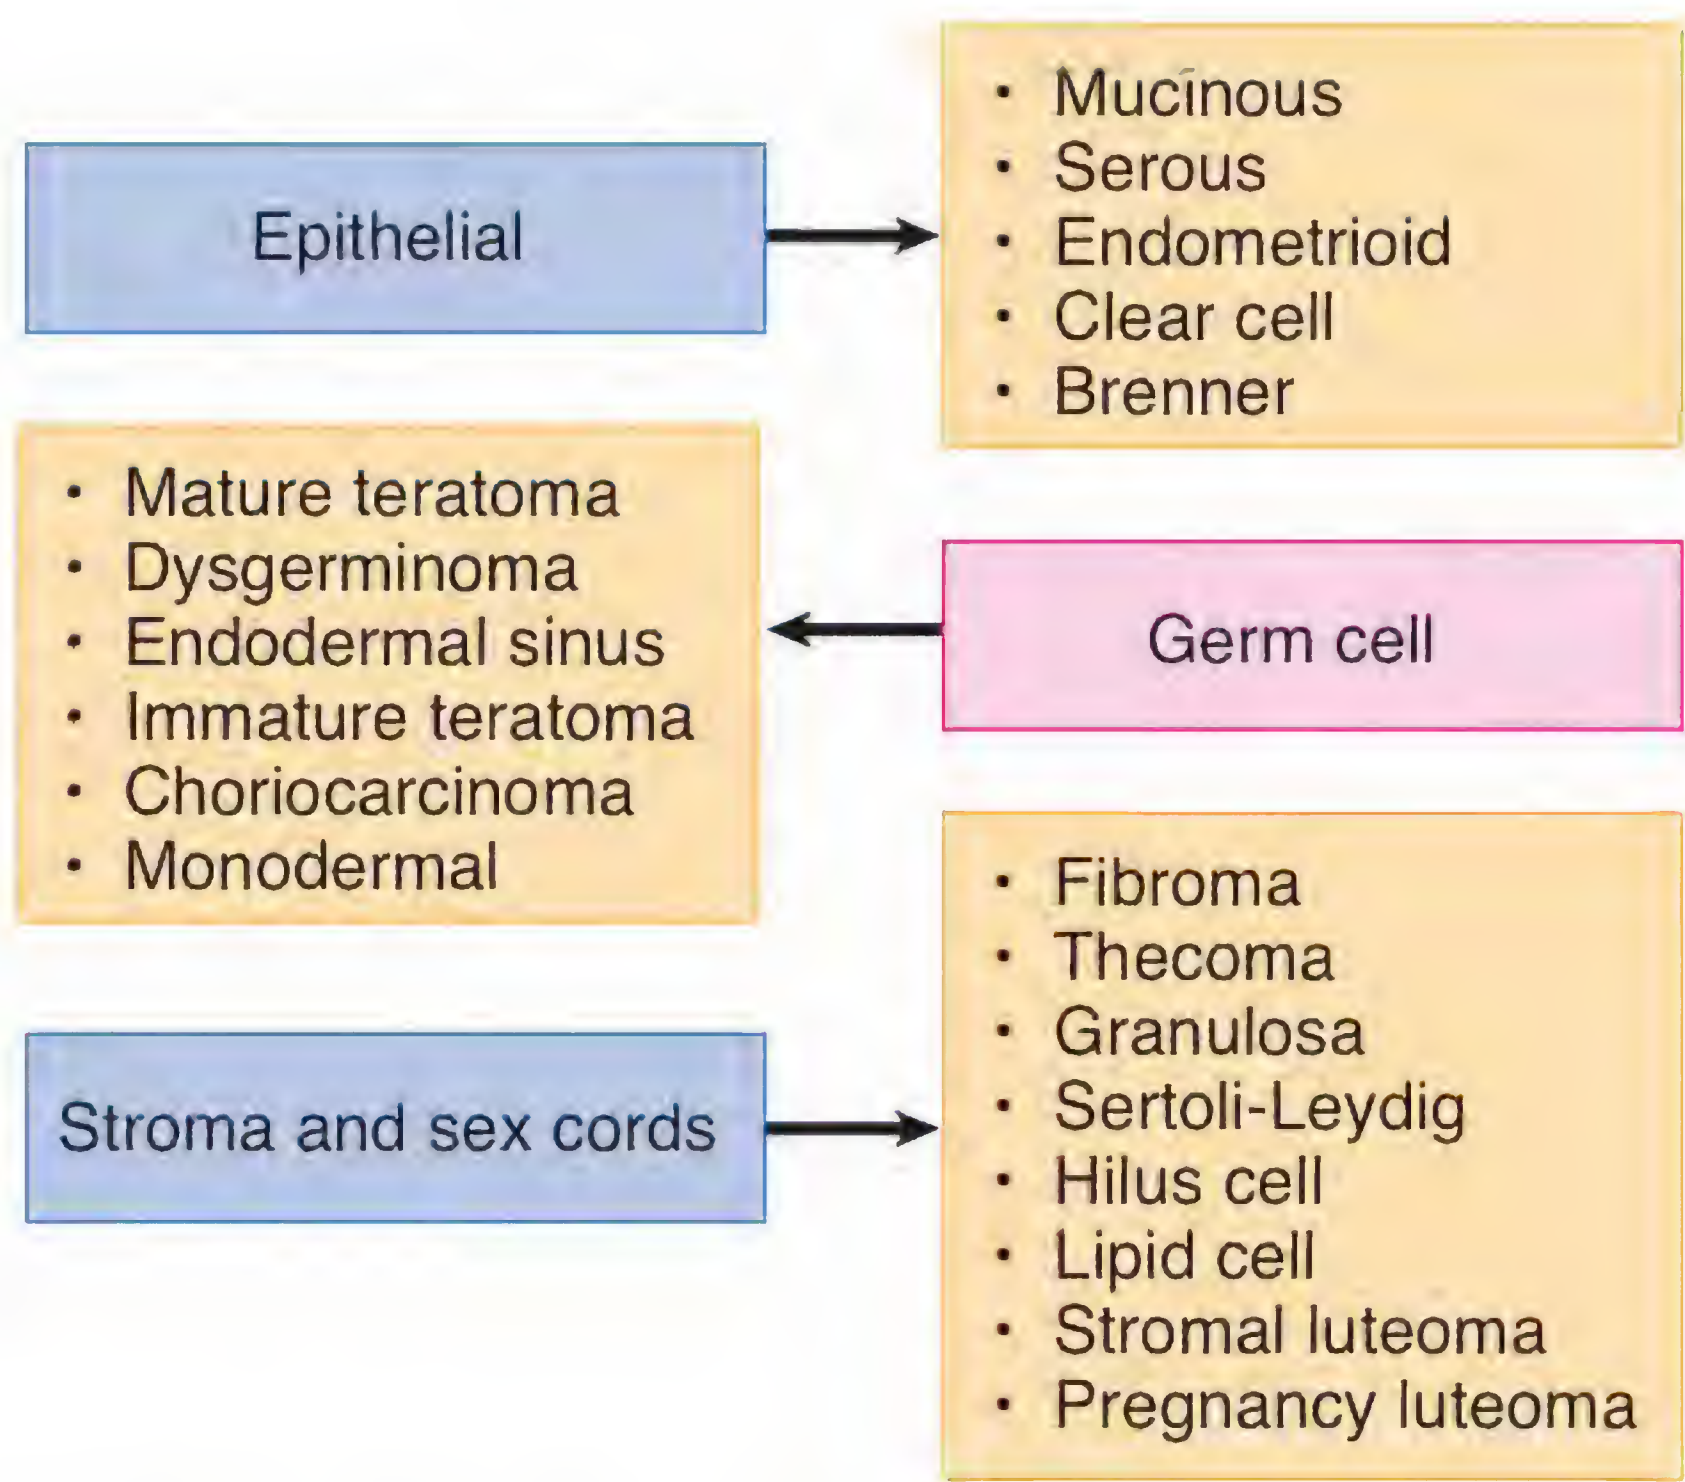 Epithelial
• Mucinous
• Serous
• Endometrioid
• Clear cell
• Brenner
Germ cell
• Mature teratoma
• Dysgerminoma
• Endodermal sinus
• Immature teratoma
• Choriocarcinoma
• Monodermal
Stroma and sex cords
• Fibroma
• Thecoma
• Granulosa
• Sertoli-Leydig
• Hilus cell
• Lipid cell
• Stromal luteoma
• Pregnancy luteoma